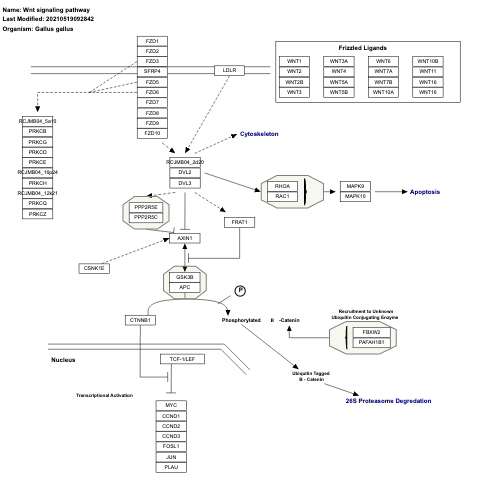 Name: Wnt signaling pathway
Last Modified: 20210519092842
Organism: Gallus gallus
FZD1
FZD2
FZD3
SFRP4
FZD5
FZD6
FZD7
FZD8
FZD9
FZD10
LDLR
Frizzled Ligands
WNT1 WNT3A WNT6 WNT10B
WNT2 WNT4 WNT7A WNT11
WNT2B WNT5A WNT7B WNT16
WNT3 WNT5B WNT10A WNT16
RCJMB04_5o10
PRKCB
PRKCG
PRKCD
PRKCE
RCJMB04_16p24
PRKCH
RCJMB04_12k21
PRKCQ
PRKCZ
Cytoskeleton
RCJMB04_2d20
DVL2
DVL3
RHOA
RAC1
MAPK9
MAPK10
Apoptosis
PPP2R5E
PPP2R5C
FRAT1
AXIN1
CSNK1E
GSK3B
APC
P
CTNNB1
Phosphorylated B -Catenin
Recruitment to Unknown
Ubiquitin Conjugating Enzyme
FBXW2
PAFAH1B1
Nucleus
TCF-1/LEF
Ubiquitin Tagged
B - Catenin
Transcriptional Activation
26S Proteasome Degredation
MYC
CCND1
CCND2
CCND3
FOSL1
JUN
PLAU